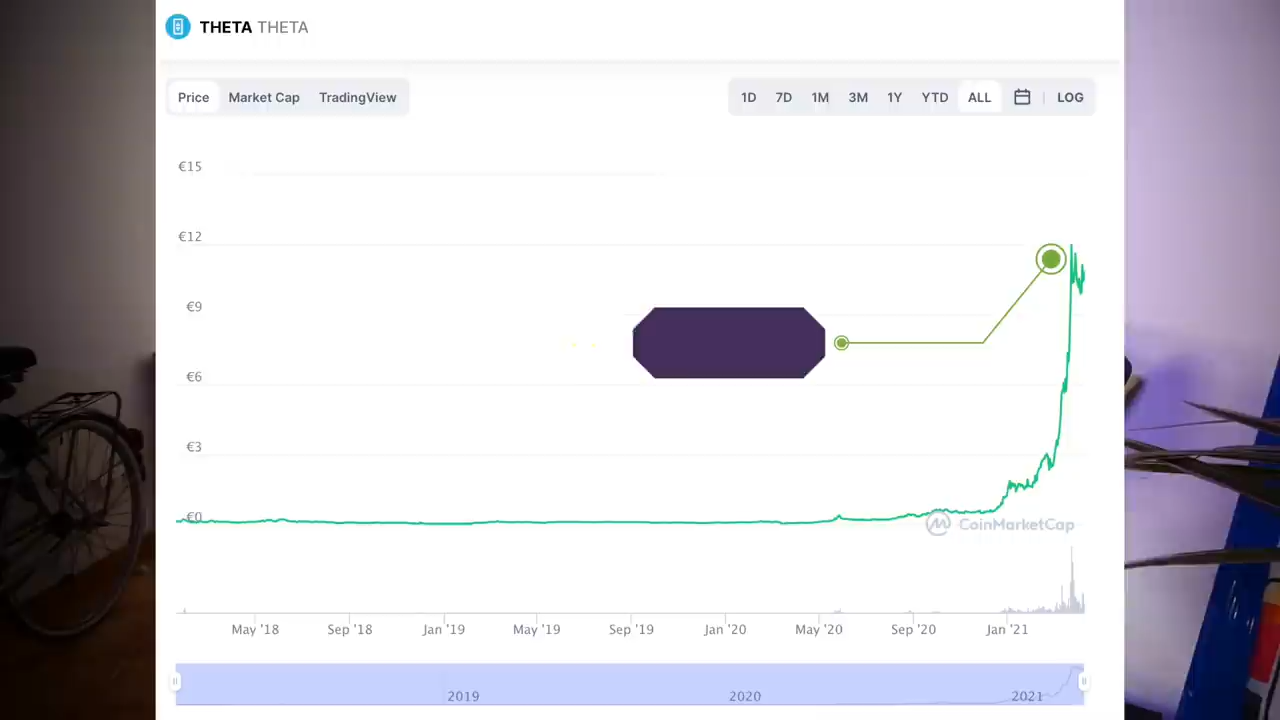 THETA THETA
Price Market Cap TradingView 1D 7D 1M 3M 1Y YTD ALL LOG
€15
€12
€9
€6
€3
€0
CoinMarketCap
May '18 Sep '18 Jan '19 May '19 Sep '19 Jan '20 May '20 Sep '20 Jan '21
2019 2020 2021